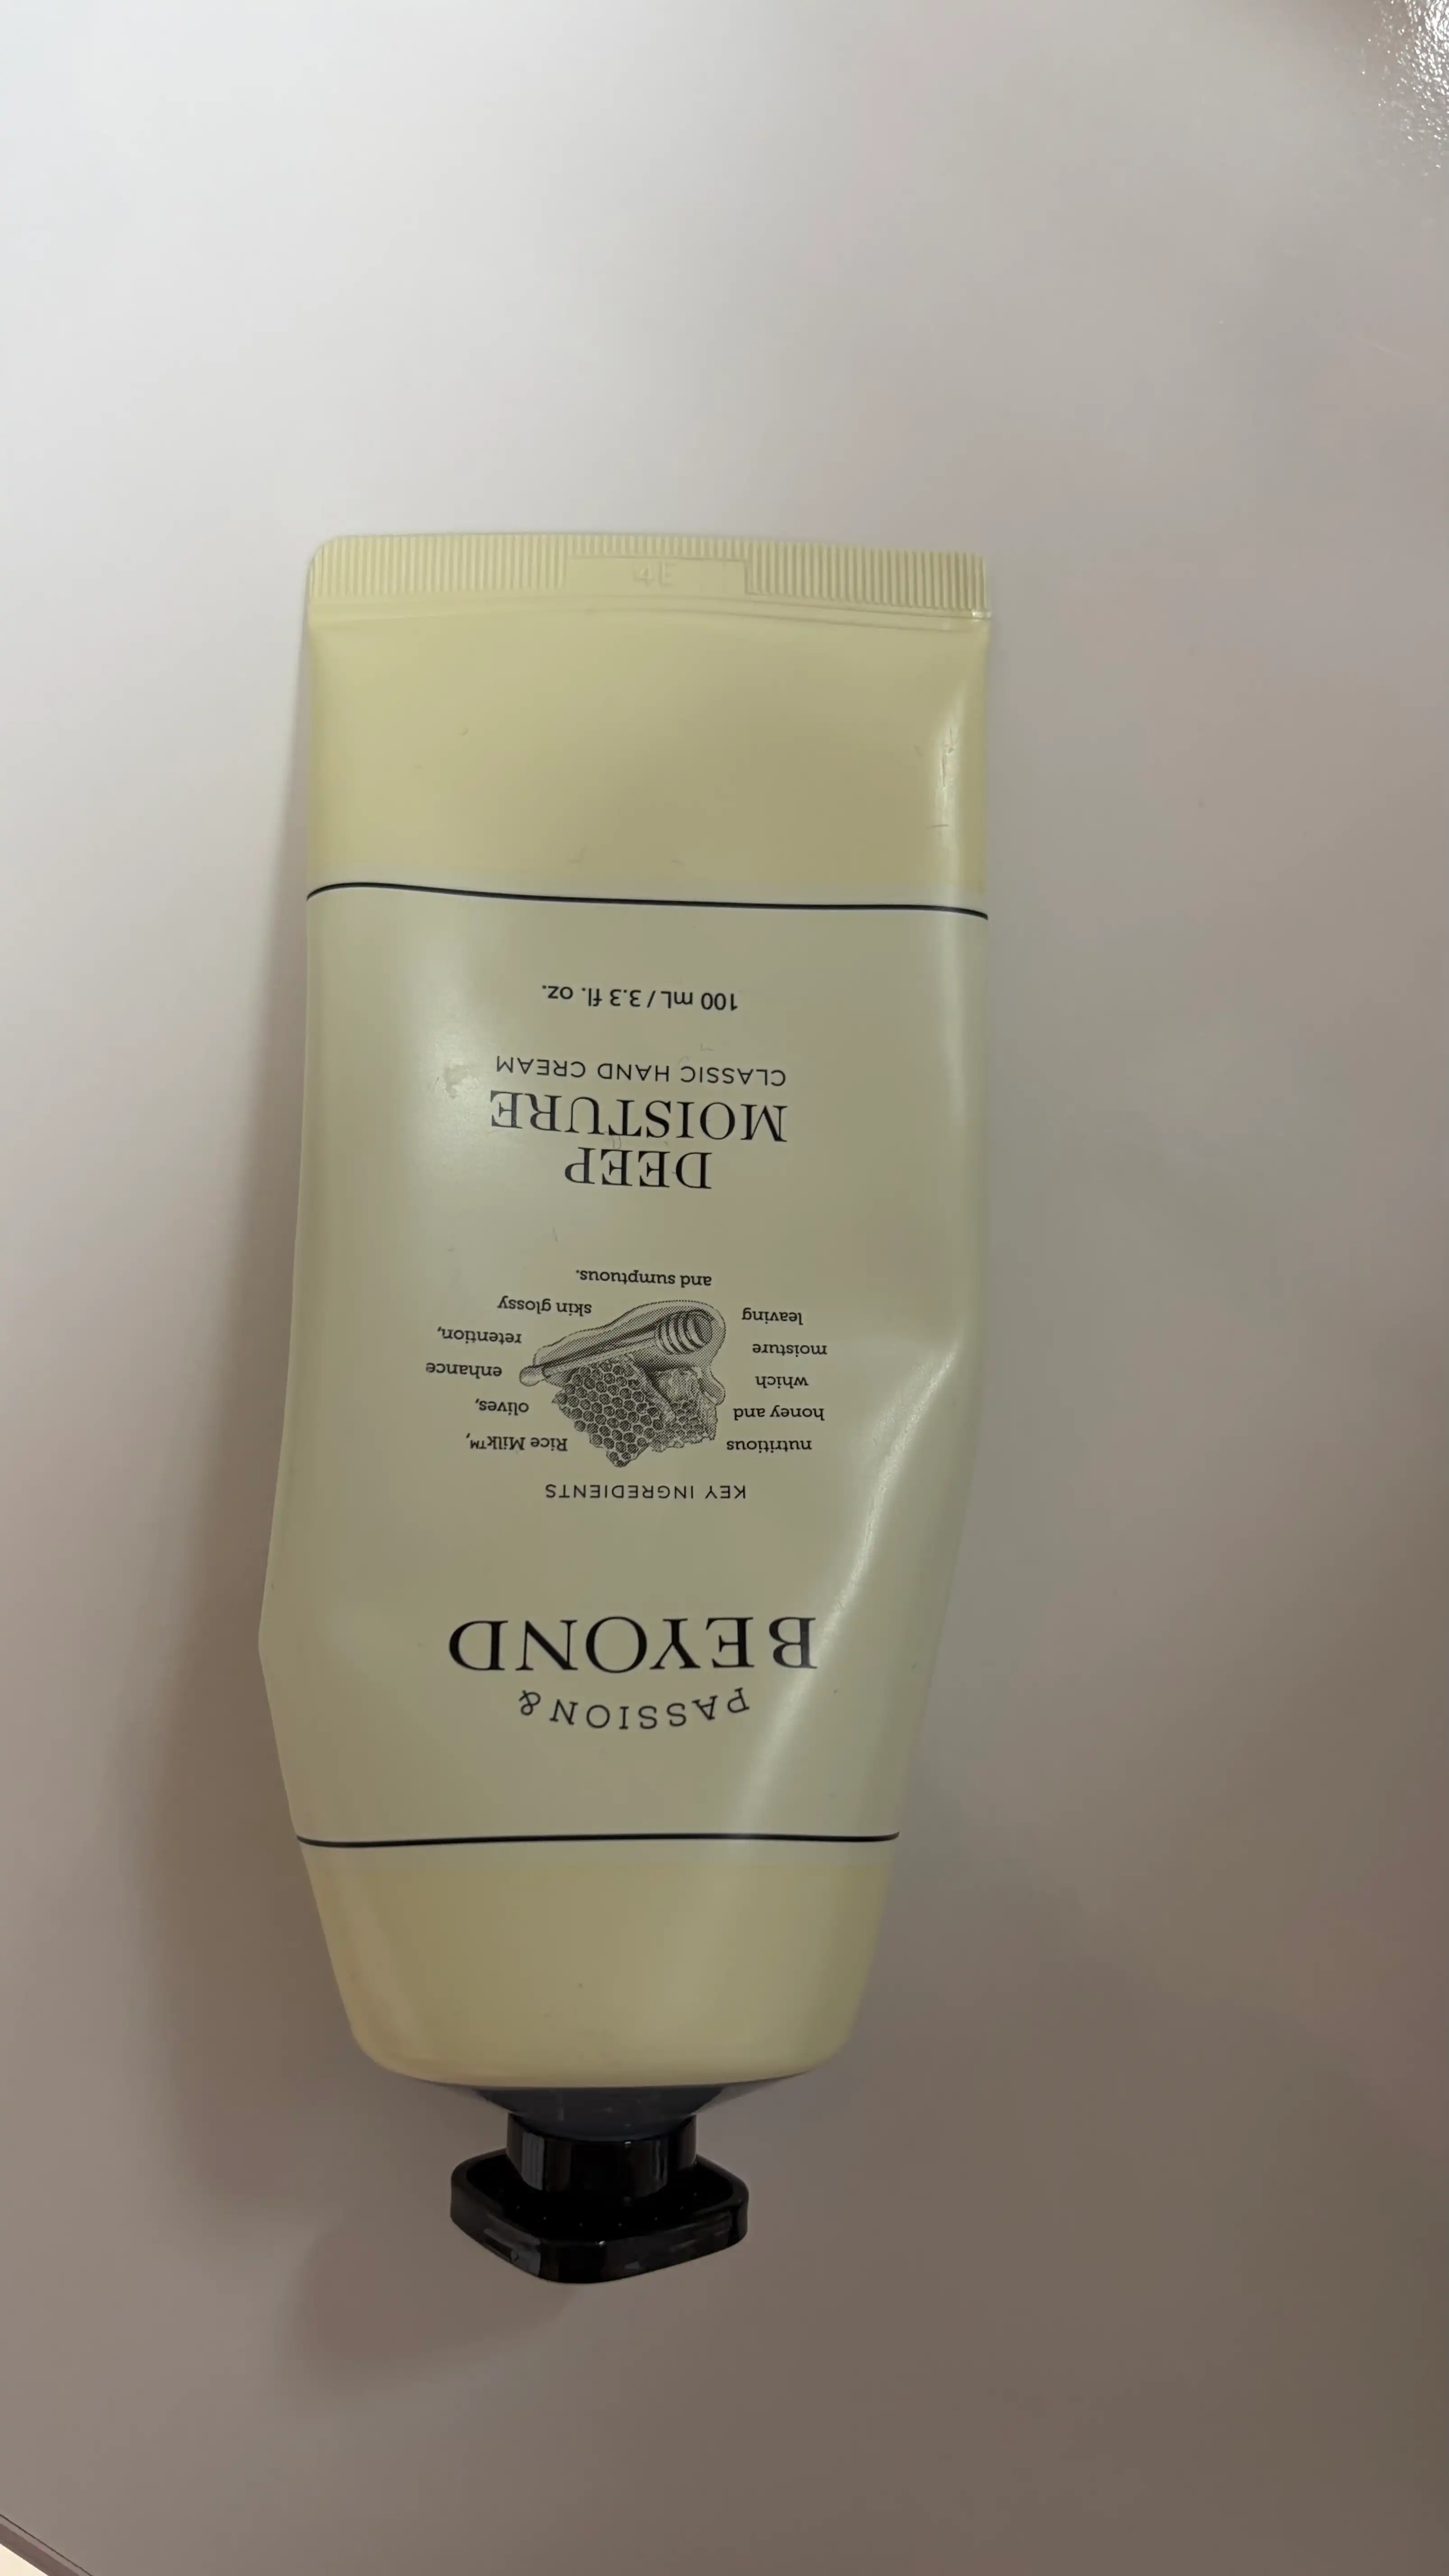 PASSION &
BEYOND
KEY INGREDIENTS
nutritious Rice Milk™,
honey and olives,
which enhance
moisture retention,
leaving skin glossy
and sumptuous.
DEEP
MOISTURE
CLASSIC HAND CREAM
100 mL / 3.3 fl. oz.